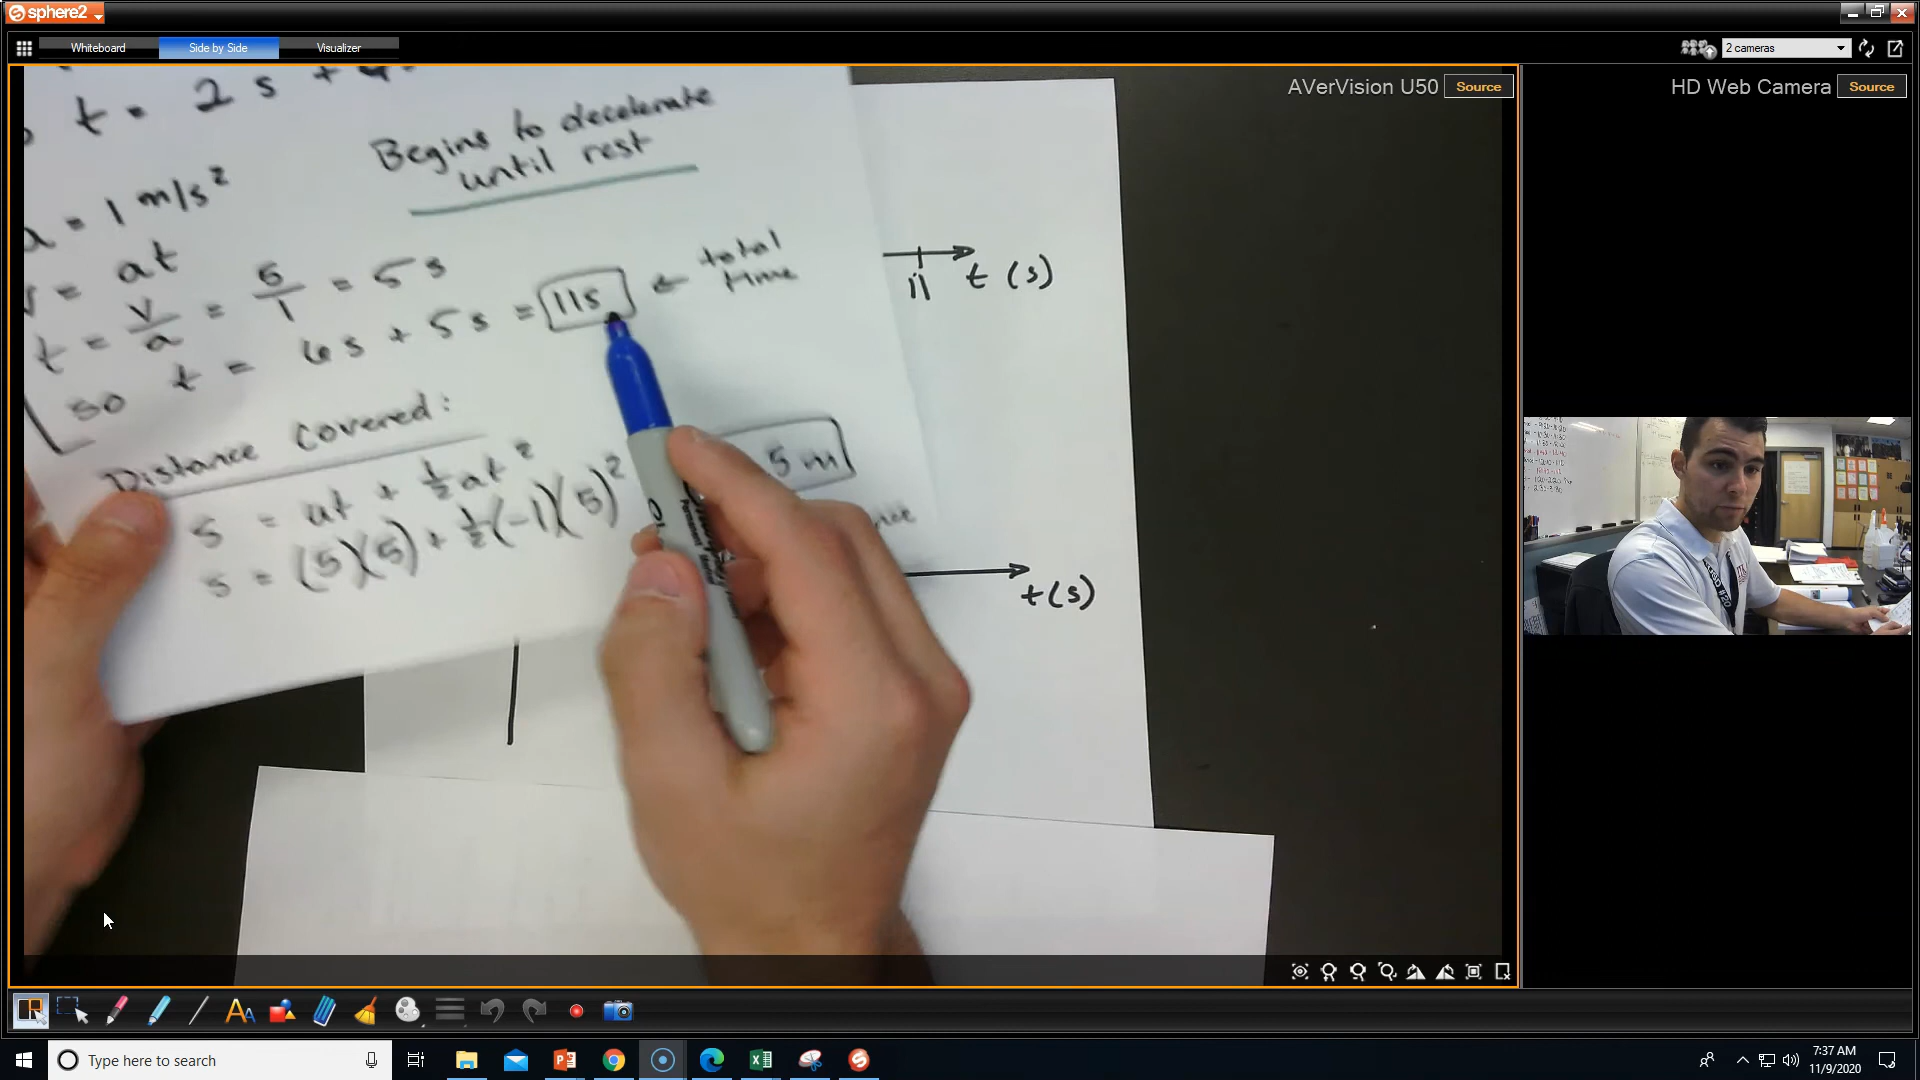 sphere2
Whiteboard
Side by Side
Visualizer
2 cameras
AVerVision U50
Source
HD Web Camera
Source
t = 2 s +
Begins to decelerate
until rest
a = 1 m/s²
v = at
t = v/a = 5/1 = 5 s
so t = 6s + 5s = 11s ← total
time
Distance Covered:
s = ut + ½at²
s = (5)(5) + ½(-1)(5)²
.5 m
11
t (s)
t (s)
Type here to search
7:37 AM
11/9/2020